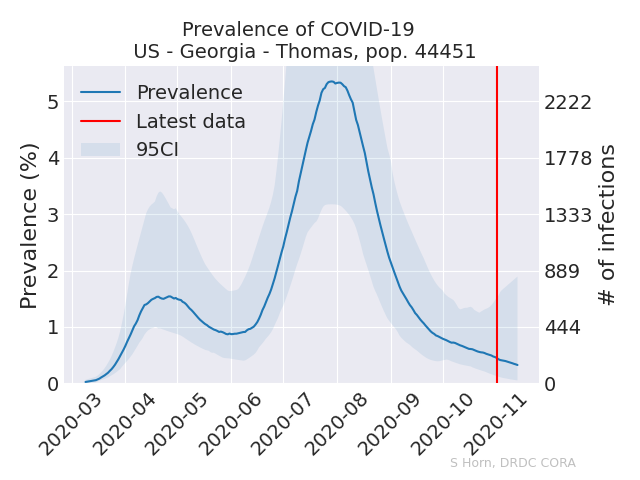 Prevalence of COVID-19
US - Georgia - Thomas, pop. 44451
Prevalence
Latest data
95CI
Prevalence (%)
5
4
3
2
1
0
2222
1778
1333
889
444
0
# of infections
2020-03
2020-04
2020-05
2020-06
2020-07
2020-08
2020-09
2020-10
2020-11
S Horn, DRDC CORA